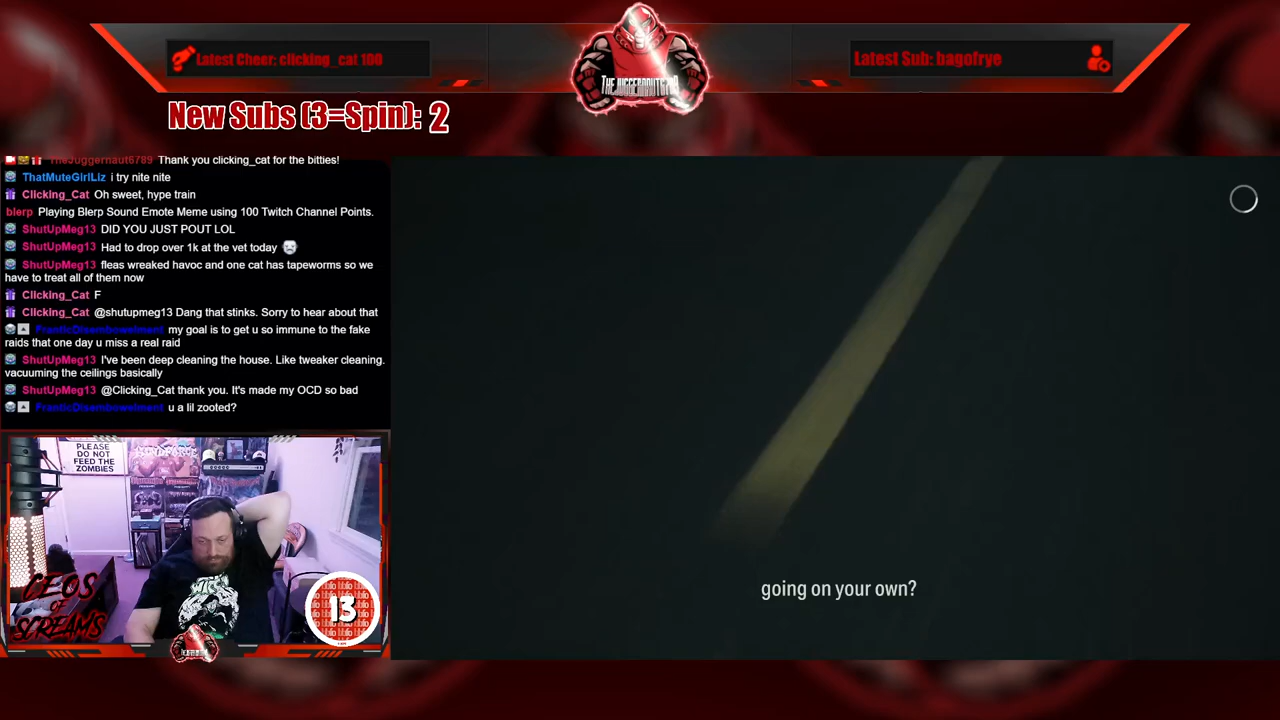 Latest Cheer: clicking_cat 100
THEJUGGERNAUT6789
Latest Sub: bagofrye
New Subs (3=Spin): 2
TheJuggernaut6789 Thank you clicking_cat for the bitties!
ThatMuteGirlLiz i try nite nite
Clicking_Cat Oh sweet, hype train
blerp Playing Blerp Sound Emote Meme using 100 Twitch Channel Points.
ShutUpMeg13 DID YOU JUST POUT LOL
ShutUpMeg13 Had to drop over 1k at the vet today
ShutUpMeg13 fleas wreaked havoc and one cat has tapeworms so we
have to treat all of them now
Clicking_Cat F
Clicking_Cat @shutupmeg13 Dang that stinks. Sorry to hear about that
FranticDisembowelment my goal is to get u so immune to the fake
raids that one day u miss a real raid
ShutUpMeg13 I've been deep cleaning the house. Like tweaker cleaning.
vacuuming the ceilings basically
ShutUpMeg13 @Clicking_Cat thank you. It's made my OCD so bad
FranticDisembowelment u a lil zooted?
PLEASE
DO NOT
FEED THE
ZOMBIES
CEOS
OF
SCREAMS
13
going on your own?